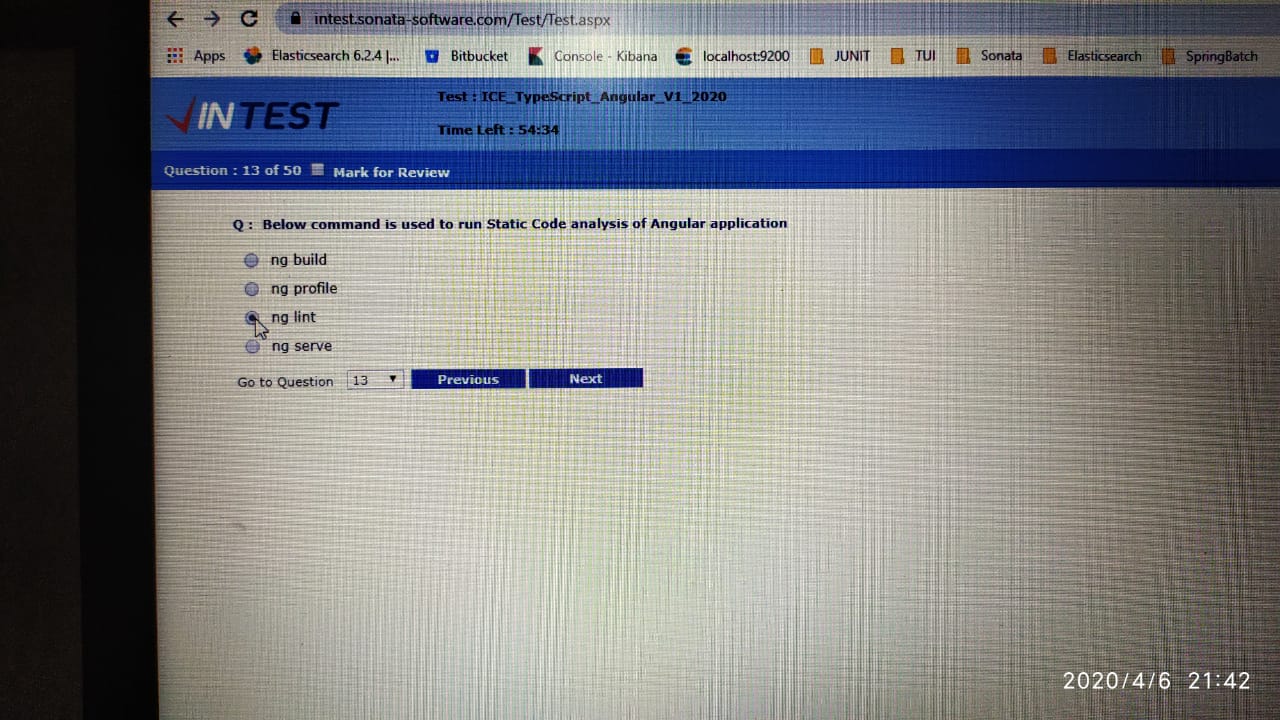 intest.sonata-software.com/Test/Test.aspx
Apps Elasticsearch 6.2.4 |... Bitbucket Console - Kibana localhost:9200 JUNIT TUI Sonata Elasticsearch SpringBatch
INTEST
Test : ICE_TypeScript_Angular_V1_2020
Time Left : 54:34
Question : 13 of 50 Mark for Review
Q : Below command is used to run Static Code analysis of Angular application
ng build
ng profile
ng lint
ng serve
Go to Question 13 Previous Next
2020/4/6 21:42